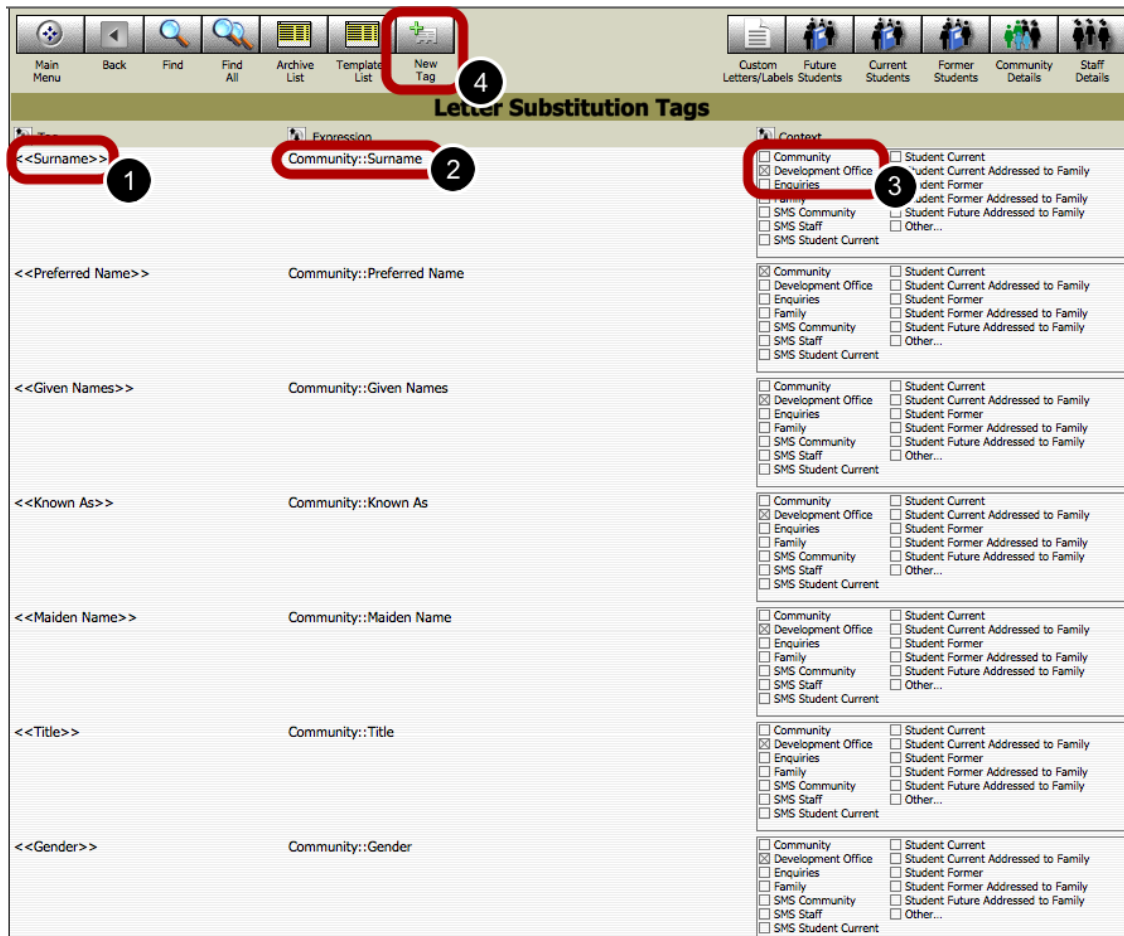 Main Menu
Back
Find
Find All
Archive List
Template List
New Tag
Custom Letters/Labels
Future Students
Current Students
Former Students
Community Details
Staff Details
4
Letter Substitution Tags
Tag
Expression
Context
<<Surname>>
1
Community::Surname
2
3
Community
Development Office
Enquiries
Family
SMS Community
SMS Staff
SMS Student Current
Student Current
Student Current Addressed to Family
Student Former
Student Former Addressed to Family
Student Future Addressed to Family
Other...
<<Preferred Name>>
Community::Preferred Name
Community
Development Office
Enquiries
Family
SMS Community
SMS Staff
SMS Student Current
Student Current
Student Current Addressed to Family
Student Former
Student Former Addressed to Family
Student Future Addressed to Family
Other...
<<Given Names>>
Community::Given Names
Community
Development Office
Enquiries
Family
SMS Community
SMS Staff
SMS Student Current
Student Current
Student Current Addressed to Family
Student Former
Student Former Addressed to Family
Student Future Addressed to Family
Other...
<<Known As>>
Community::Known As
Community
Development Office
Enquiries
Family
SMS Community
SMS Staff
SMS Student Current
Student Current
Student Current Addressed to Family
Student Former
Student Former Addressed to Family
Student Future Addressed to Family
Other...
<<Maiden Name>>
Community::Maiden Name
Community
Development Office
Enquiries
Family
SMS Community
SMS Staff
SMS Student Current
Student Current
Student Current Addressed to Family
Student Former
Student Former Addressed to Family
Student Future Addressed to Family
Other...
<<Title>>
Community::Title
Community
Development Office
Enquiries
Family
SMS Community
SMS Staff
SMS Student Current
Student Current
Student Current Addressed to Family
Student Former
Student Former Addressed to Family
Student Future Addressed to Family
Other...
<<Gender>>
Community::Gender
Community
Development Office
Enquiries
Family
SMS Community
SMS Staff
SMS Student Current
Student Current
Student Current Addressed to Family
Student Former
Student Former Addressed to Family
Student Future Addressed to Family
Other...